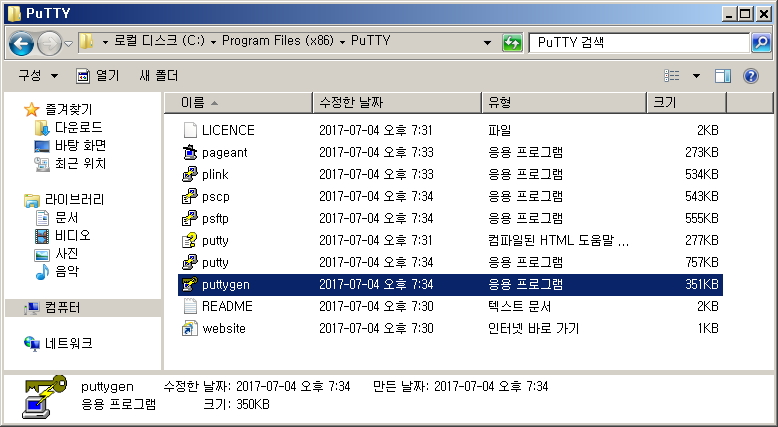 PuTTY
로컬 디스크 (C:) Program Files (x86) PuTTY PuTTY 검색
구성 열기 새 폴더
즐겨찾기
다운로드
바탕 화면
최근 위치
라이브러리
문서
비디오
사진
음악
컴퓨터
네트워크
이름 수정한 날짜 유형 크기
LICENCE 2017-07-04 오후 7:31 파일 2KB
pageant 2017-07-04 오후 7:33 응용 프로그램 273KB
plink 2017-07-04 오후 7:33 응용 프로그램 534KB
pscp 2017-07-04 오후 7:34 응용 프로그램 543KB
psftp 2017-07-04 오후 7:34 응용 프로그램 555KB
putty 2017-07-04 오후 7:31 컴파일된 HTML 도움말 ... 277KB
putty 2017-07-04 오후 7:34 응용 프로그램 757KB
puttygen 2017-07-04 오후 7:34 응용 프로그램 351KB
README 2017-07-04 오후 7:30 텍스트 문서 2KB
website 2017-07-04 오후 7:30 인터넷 바로 가기 1KB
puttygen 수정한 날짜: 2017-07-04 오후 7:34 만든 날짜: 2017-07-04 오후 7:34
응용 프로그램 크기: 350KB